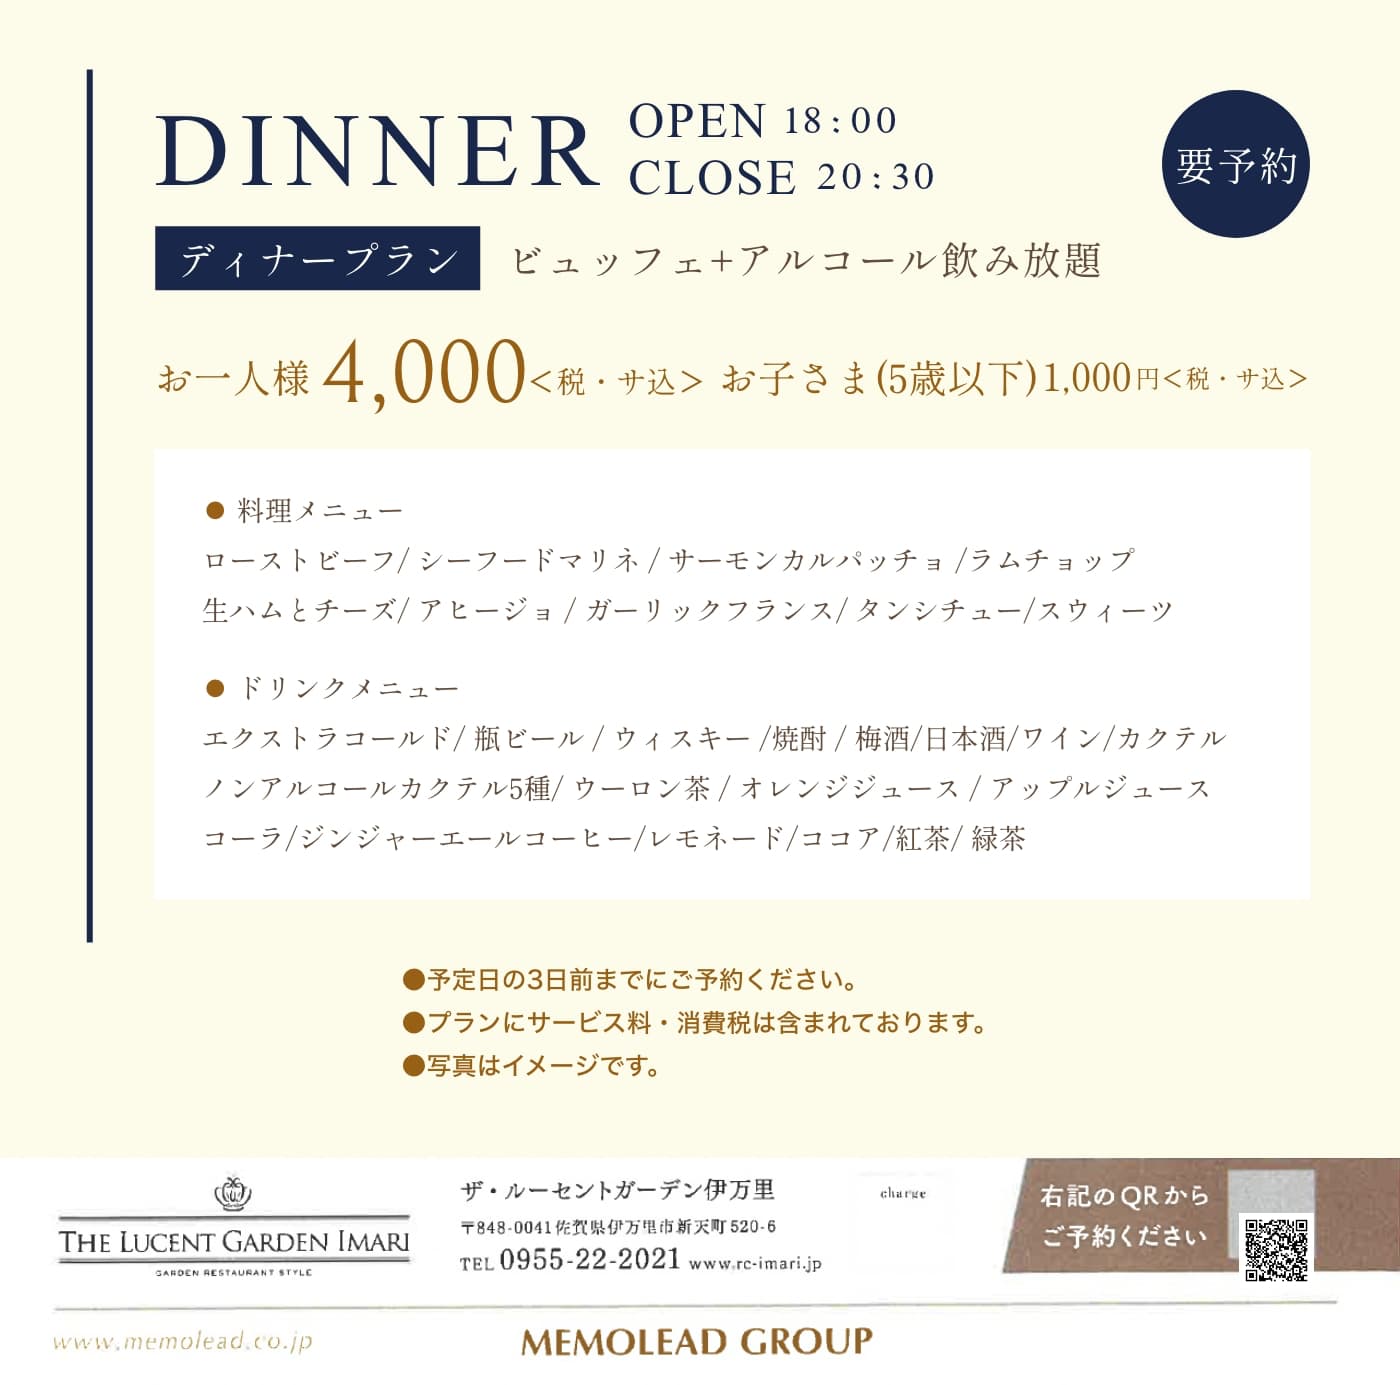 DINNER
OPEN 18:00
CLOSE 20:30
要予約
ディナープラン ビュッフェ+アルコール飲み放題
お一人様 4,000<税・サ込> お子さま(5歳以下)1,000円<税・サ込>
● 料理メニュー
ローストビーフ/ シーフードマリネ / サーモンカルパッチョ /ラムチョップ
生ハムとチーズ/ アヒージョ / ガーリックフランス/ タンシチュー/スウィーツ
● ドリンクメニュー
エクストラコールド/ 瓶ビール / ウィスキー /焼酎 / 梅酒/日本酒/ワイン/カクテル
ノンアルコールカクテル5種/ ウーロン茶 / オレンジジュース / アップルジュース
コーラ/ジンジャーエールコーヒー/レモネード/ココア/紅茶/ 緑茶
●予定日の3日前までにご予約ください。
●プランにサービス料・消費税は含まれております。
●写真はイメージです。
THE LUCENT GARDEN IMARI
GARDEN RESTAURANT STYLE
ザ・ルーセントガーデン伊万里
〒848-0041佐賀県伊万里市新天町520-6
TEL 0955-22-2021 www.rc-imari.jp
charge
右記のQRから
ご予約ください
www.memolead.co.jp
MEMOLEAD GROUP